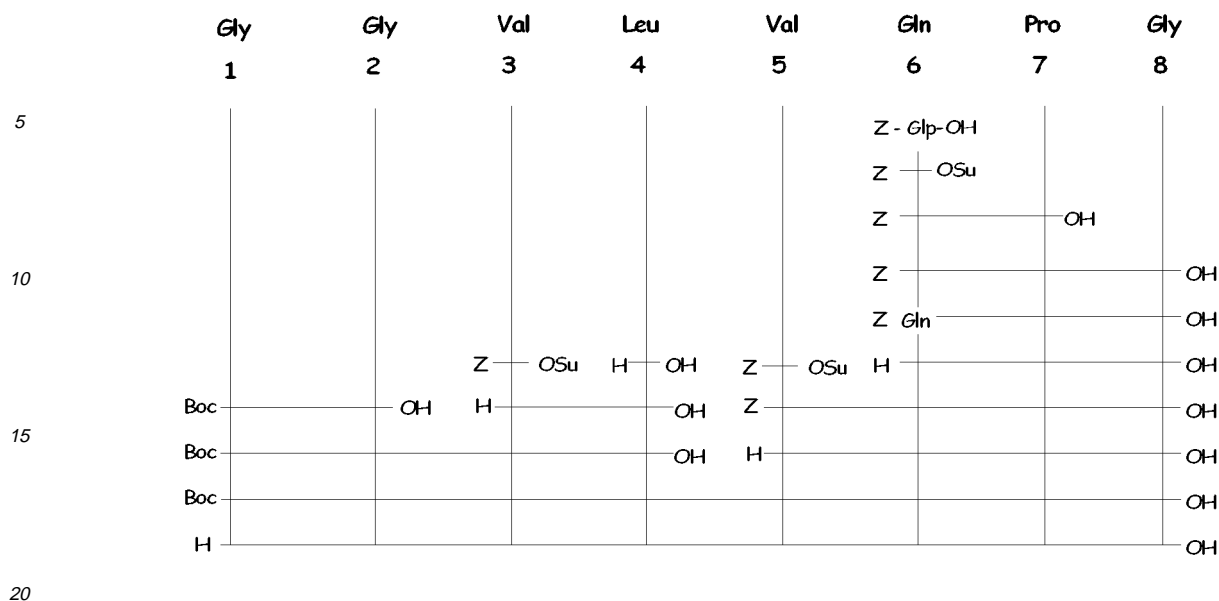 Gly Gly Val Leu Val Gln Pro Gly
1 2 3 4 5 6 7 8
5 Z - Glp-OH
Z OSu
Z OH
10 Z OH
Z Gln OH
Z OSu H OH Z OSu H OH
Boc OH H OH Z OH
15 Boc OH H OH
Boc OH
H OH
20